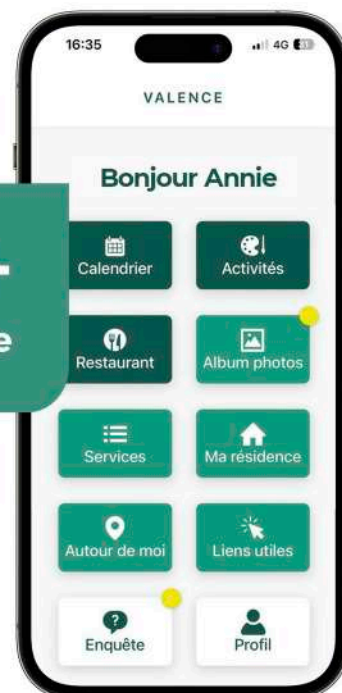 16:35
4G
VALENCE
Bonjour Annie
Calendrier
Activités
e
Restaurant
Album photos
Services
Ma résidence
Autour de moi
Liens utiles
?
Enquête
Profil